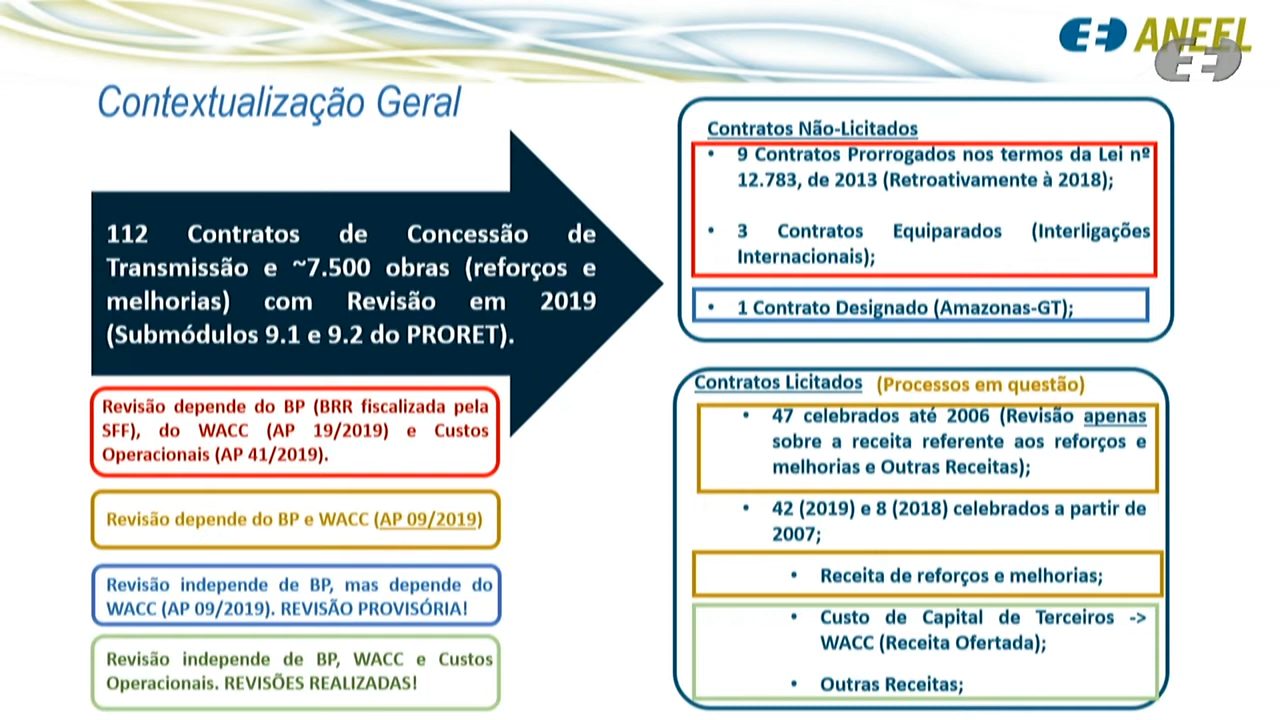 ANEEL
Contextualização Geral
112 Contratos de Concessão de
Transmissão e ~7.500 obras (reforços e
melhorias) com Revisão em 2019
(Submódulos 9.1 e 9.2 do PRORET).
Revisão depende do BP (BRR fiscalizada pela
SFF), do WACC (AP 19/2019) e Custos
Operacionais (AP 41/2019).
Revisão depende do BP e WACC (AP 09/2019)
Revisão independe de BP, mas depende do
WACC (AP 09/2019). REVISÃO PROVISÓRIA!
Revisão independe de BP, WACC e Custos
Operacionais. REVISÕES REALIZADAS!
Contratos Não-Licitados
• 9 Contratos Prorrogados nos termos da Lei nº
12.783, de 2013 (Retroativamente à 2018);
• 3 Contratos Equiparados (Interligações
Internacionais);
• 1 Contrato Designado (Amazonas-GT);
Contratos Licitados (Processos em questão)
• 47 celebrados até 2006 (Revisão apenas
sobre a receita referente aos reforços e
melhorias e Outras Receitas);
• 42 (2019) e 8 (2018) celebrados a partir de
2007;
• Receita de reforços e melhorias;
• Custo de Capital de Terceiros ->
WACC (Receita Ofertada);
• Outras Receitas;